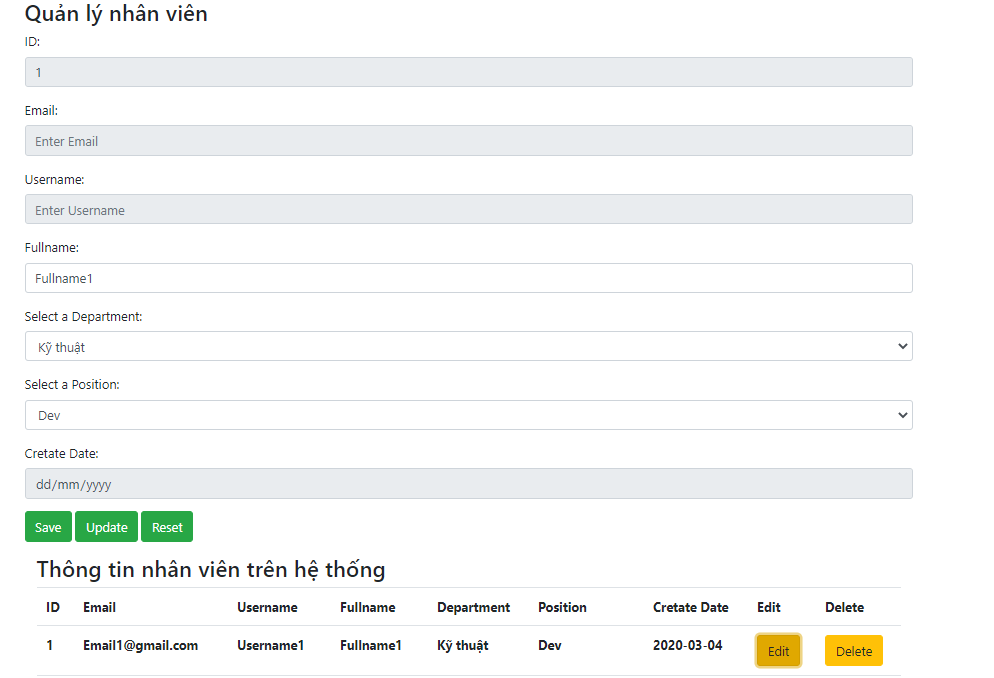 Quản lý nhân viên
ID:
1
Email:
Enter Email
Username:
Enter Username
Fullname:
Fullname1
Select a Department:
Kỹ thuật
Select a Position:
Dev
Cretate Date:
dd/mm/yyyy
Save Update Reset
Thông tin nhân viên trên hệ thống
ID Email Username Fullname Department Position Cretate Date Edit Delete
1 Email1@gmail.com Username1 Fullname1 Kỹ thuật Dev 2020-03-04 Edit Delete